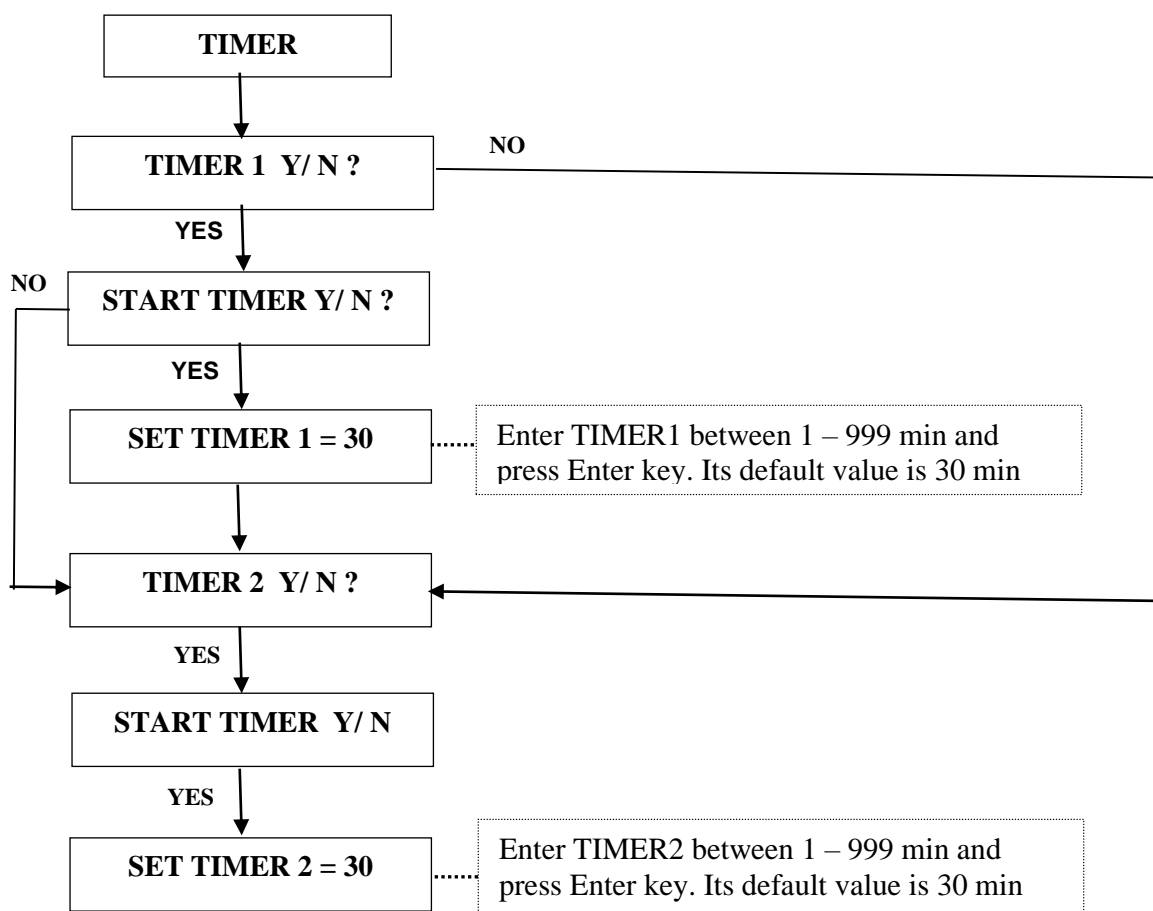 TIMER
TIMER 1 Y/ N ?
NO
YES
NO
START TIMER Y/ N ?
YES
SET TIMER 1 = 30
Enter TIMER1 between 1 – 999 min and
press Enter key. Its default value is 30 min
TIMER 2 Y/ N ?
YES
START TIMER Y/ N
YES
SET TIMER 2 = 30
Enter TIMER2 between 1 – 999 min and
press Enter key. Its default value is 30 min